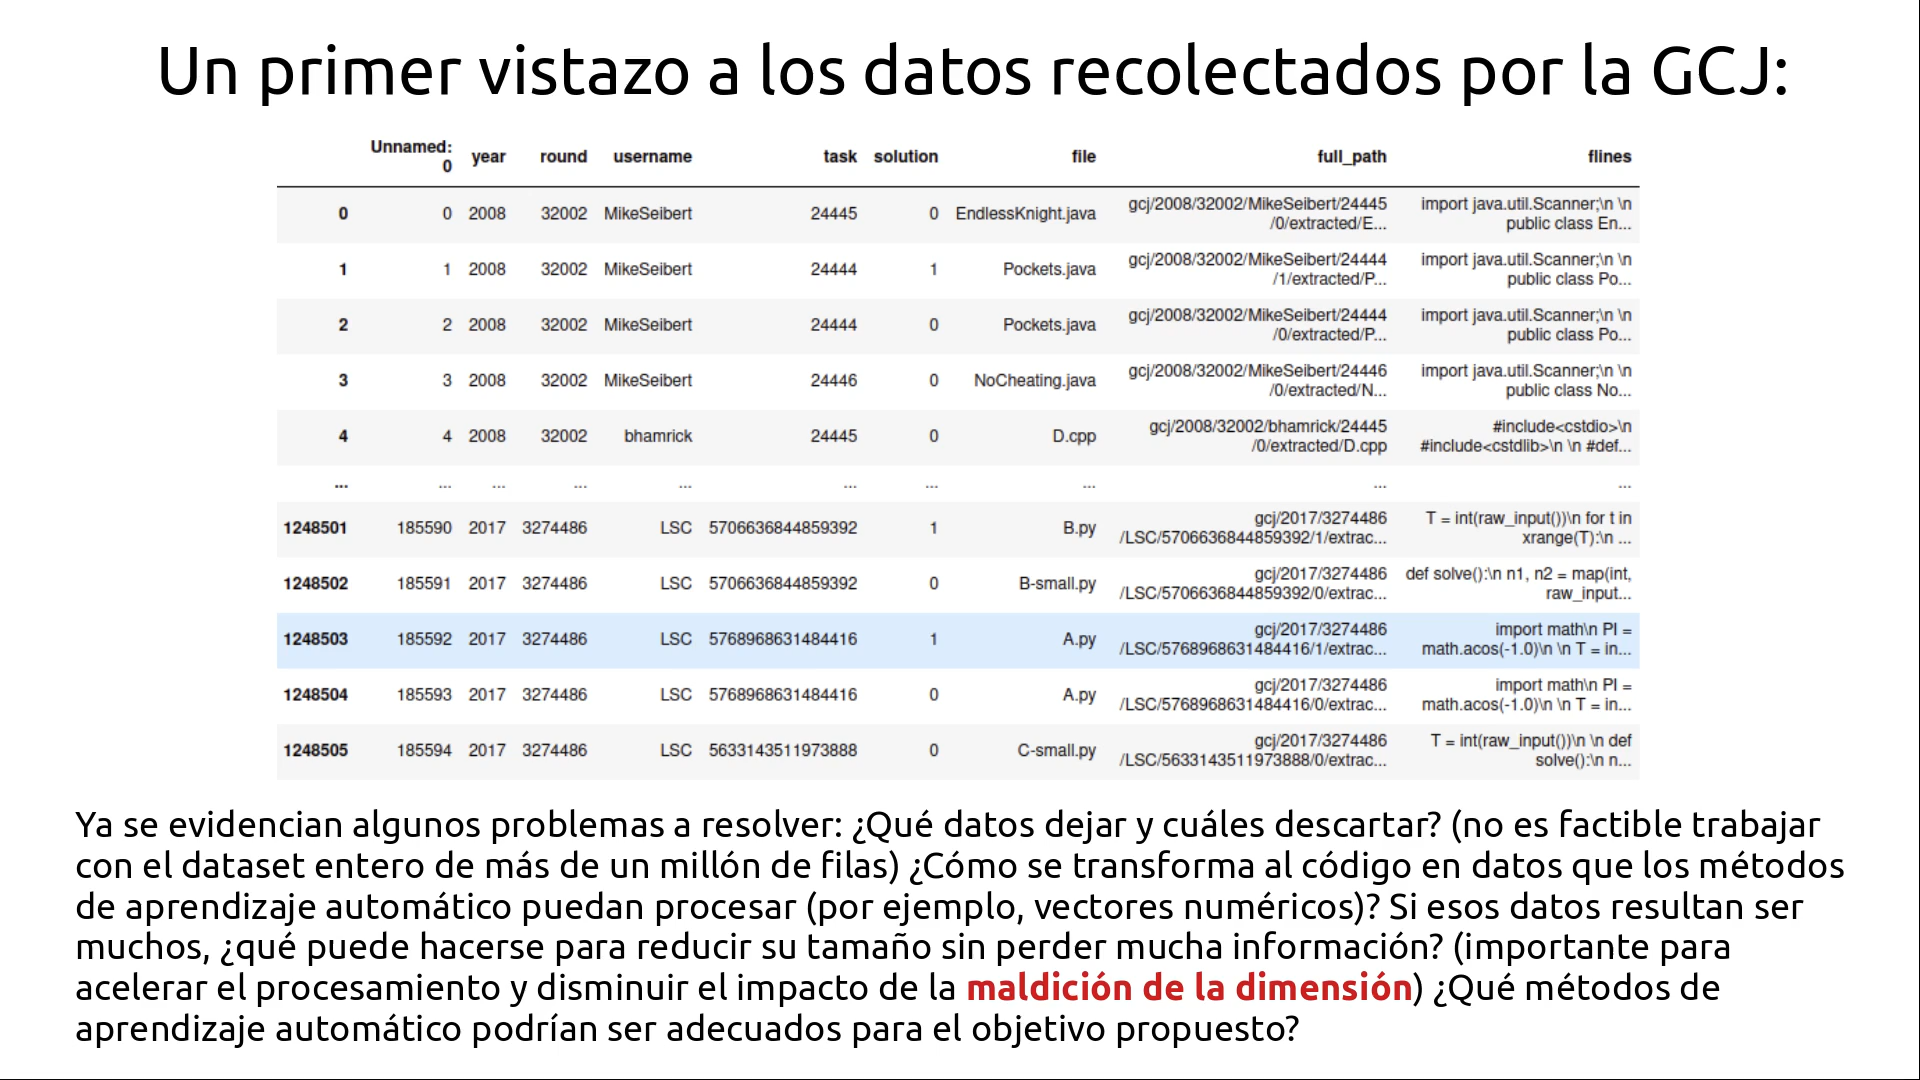 Un primer vistazo a los datos recolectados por la GCJ:
Unnamed: 0 year round username task solution file full_path flines
0 0 2008 32002 MikeSeibert 24445 0 EndlessKnight.java gcj/2008/32002/MikeSeibert/24445 /0/extracted/E... import java.util.Scanner;\n \n public class En...
1 1 2008 32002 MikeSeibert 24444 1 Pockets.java gcj/2008/32002/MikeSeibert/24444 /1/extracted/P... import java.util.Scanner;\n \n public class Po...
2 2 2008 32002 MikeSeibert 24444 0 Pockets.java gcj/2008/32002/MikeSeibert/24444 /0/extracted/P... import java.util.Scanner;\n \n public class Po...
3 3 2008 32002 MikeSeibert 24446 0 NoCheating.java gcj/2008/32002/MikeSeibert/24446 /0/extracted/N... import java.util.Scanner;\n \n public class No...
4 4 2008 32002 bhamrick 24445 0 D.cpp gcj/2008/32002/bhamrick/24445 /0/extracted/D.cpp #include<cstdio>\n #include<cstdlib>\n \n #def...
... ... ... ... ... ... ... ... ... ...
1248501 185590 2017 3274486 LSC 5706636844859392 1 B.py gcj/2017/3274486 /LSC/5706636844859392/1/extrac... T = int(raw_input())\n for t in xrange(T):\n ...
1248502 185591 2017 3274486 LSC 5706636844859392 0 B-small.py gcj/2017/3274486 /LSC/5706636844859392/0/extrac... def solve():\n n1, n2 = map(int, raw_input...
1248503 185592 2017 3274486 LSC 5768968631484416 1 A.py gcj/2017/3274486 /LSC/5768968631484416/1/extrac... import math\n PI = math.acos(-1.0)\n \n T = in...
1248504 185593 2017 3274486 LSC 5768968631484416 0 A.py gcj/2017/3274486 /LSC/5768968631484416/0/extrac... import math\n PI = math.acos(-1.0)\n \n T = in...
1248505 185594 2017 3274486 LSC 5633143511973888 0 C-small.py gcj/2017/3274486 /LSC/5633143511973888/0/extrac... T = int(raw_input())\n \n def solve():\n n...
Ya se evidencian algunos problemas a resolver: ¿Qué datos dejar y cuáles descartar? (no es factible trabajar
con el dataset entero de más de un millón de filas) ¿Cómo se transforma al código en datos que los métodos
de aprendizaje automático puedan procesar (por ejemplo, vectores numéricos)? Si esos datos resultan ser
muchos, ¿qué puede hacerse para reducir su tamaño sin perder mucha información? (importante para
acelerar el procesamiento y disminuir el impacto de la maldición de la dimensión) ¿Qué métodos de
aprendizaje automático podrían ser adecuados para el objetivo propuesto?